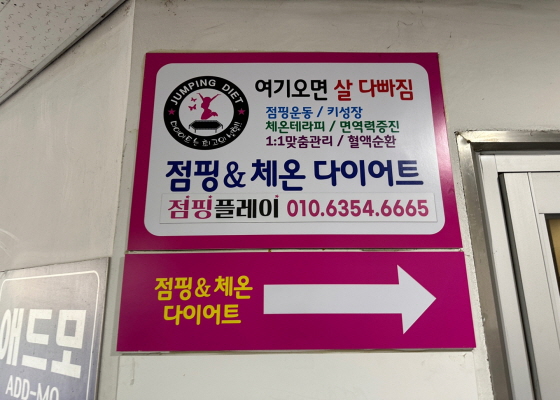 JUMPING DIET
여기오면 살 다빠짐
점핑운동 / 키성장
체온테라피 / 면역력증진
1:1맞춤관리 / 혈액순환
점핑&체온 다이어트
점핑플레이 010.6354.6665
점핑&체온
다이어트
애드모
ADD-MO